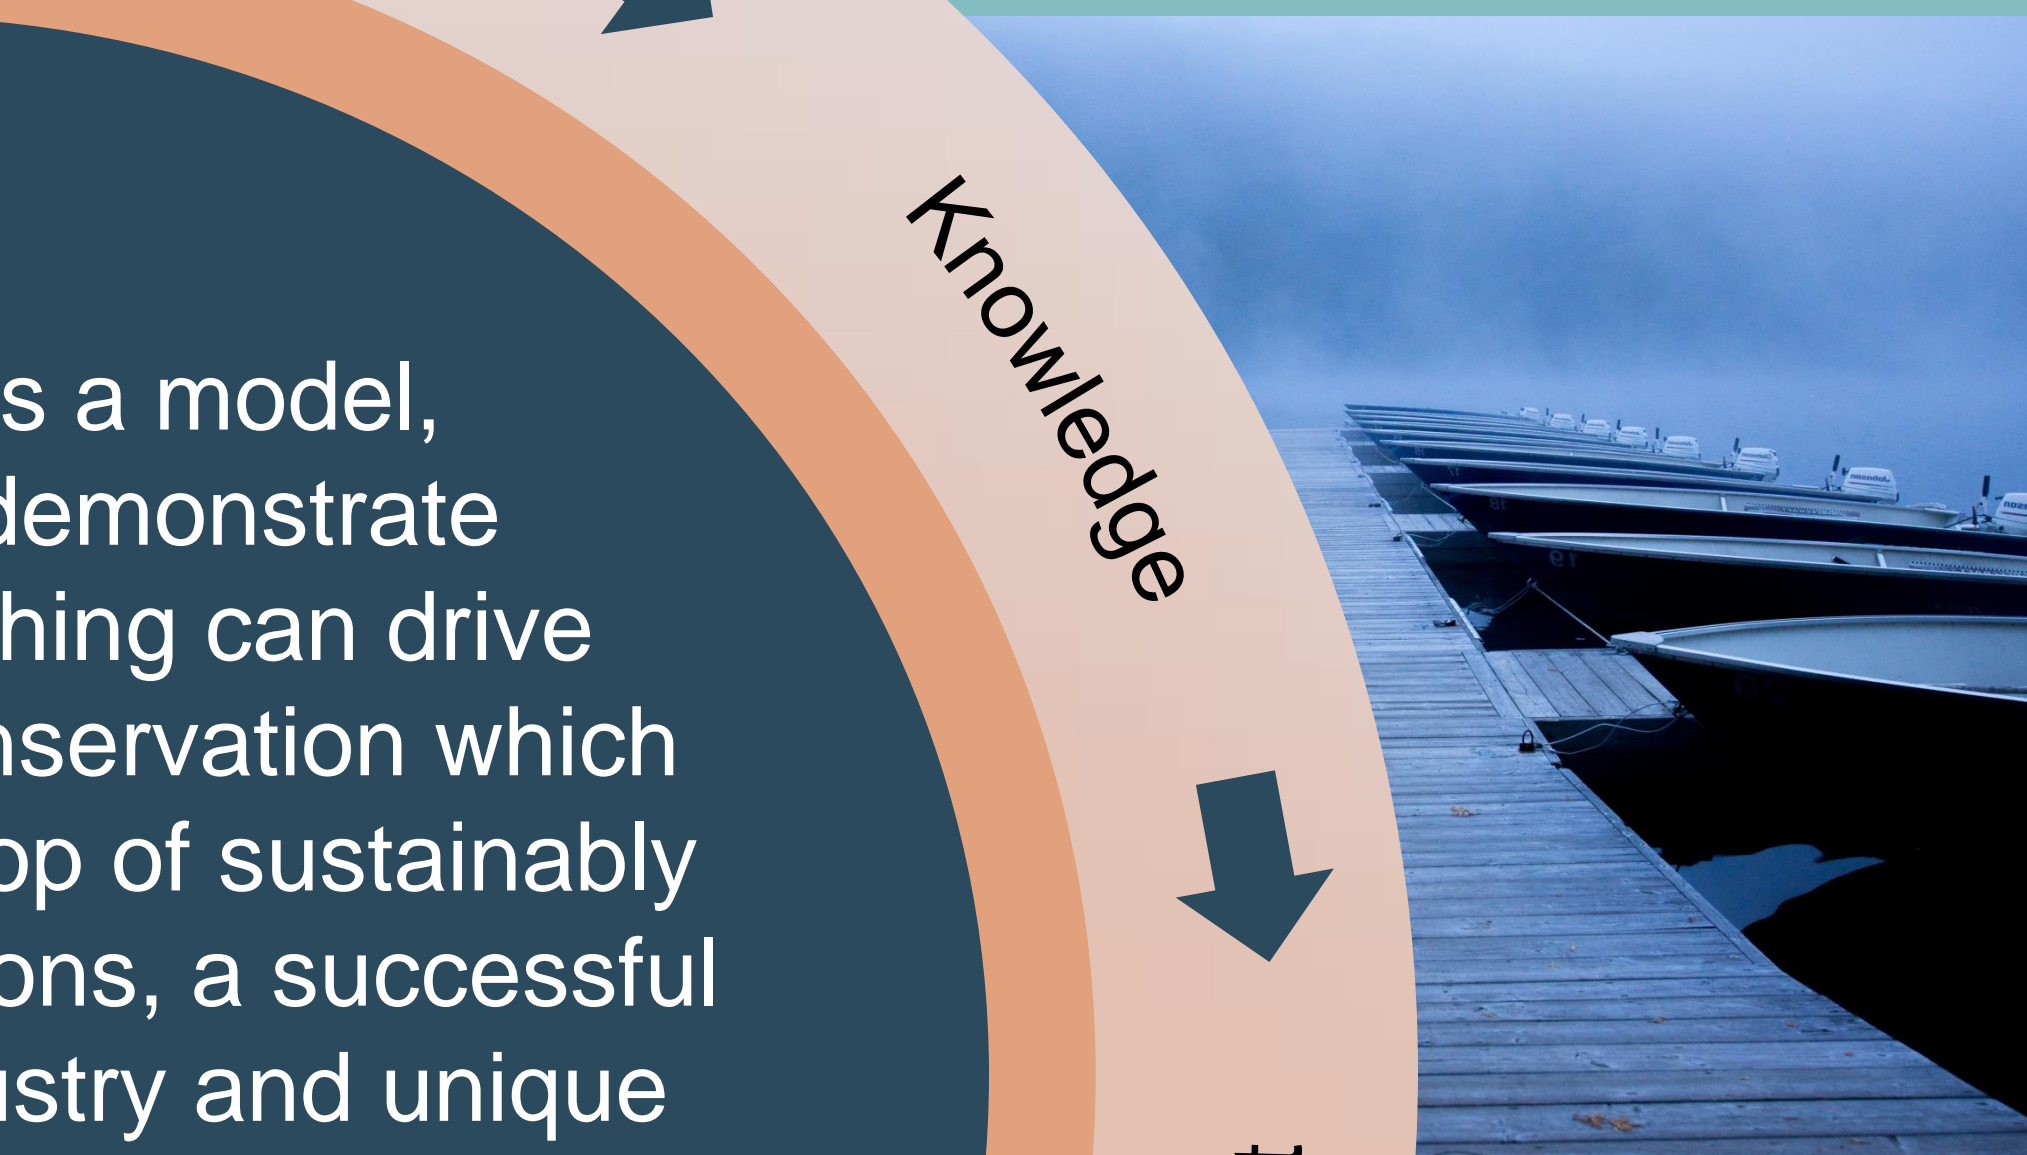 Knowledge
s a model,
demonstrate
hing can drive
nservation which
op of sustainably
ons, a successful
ustry and unique
t